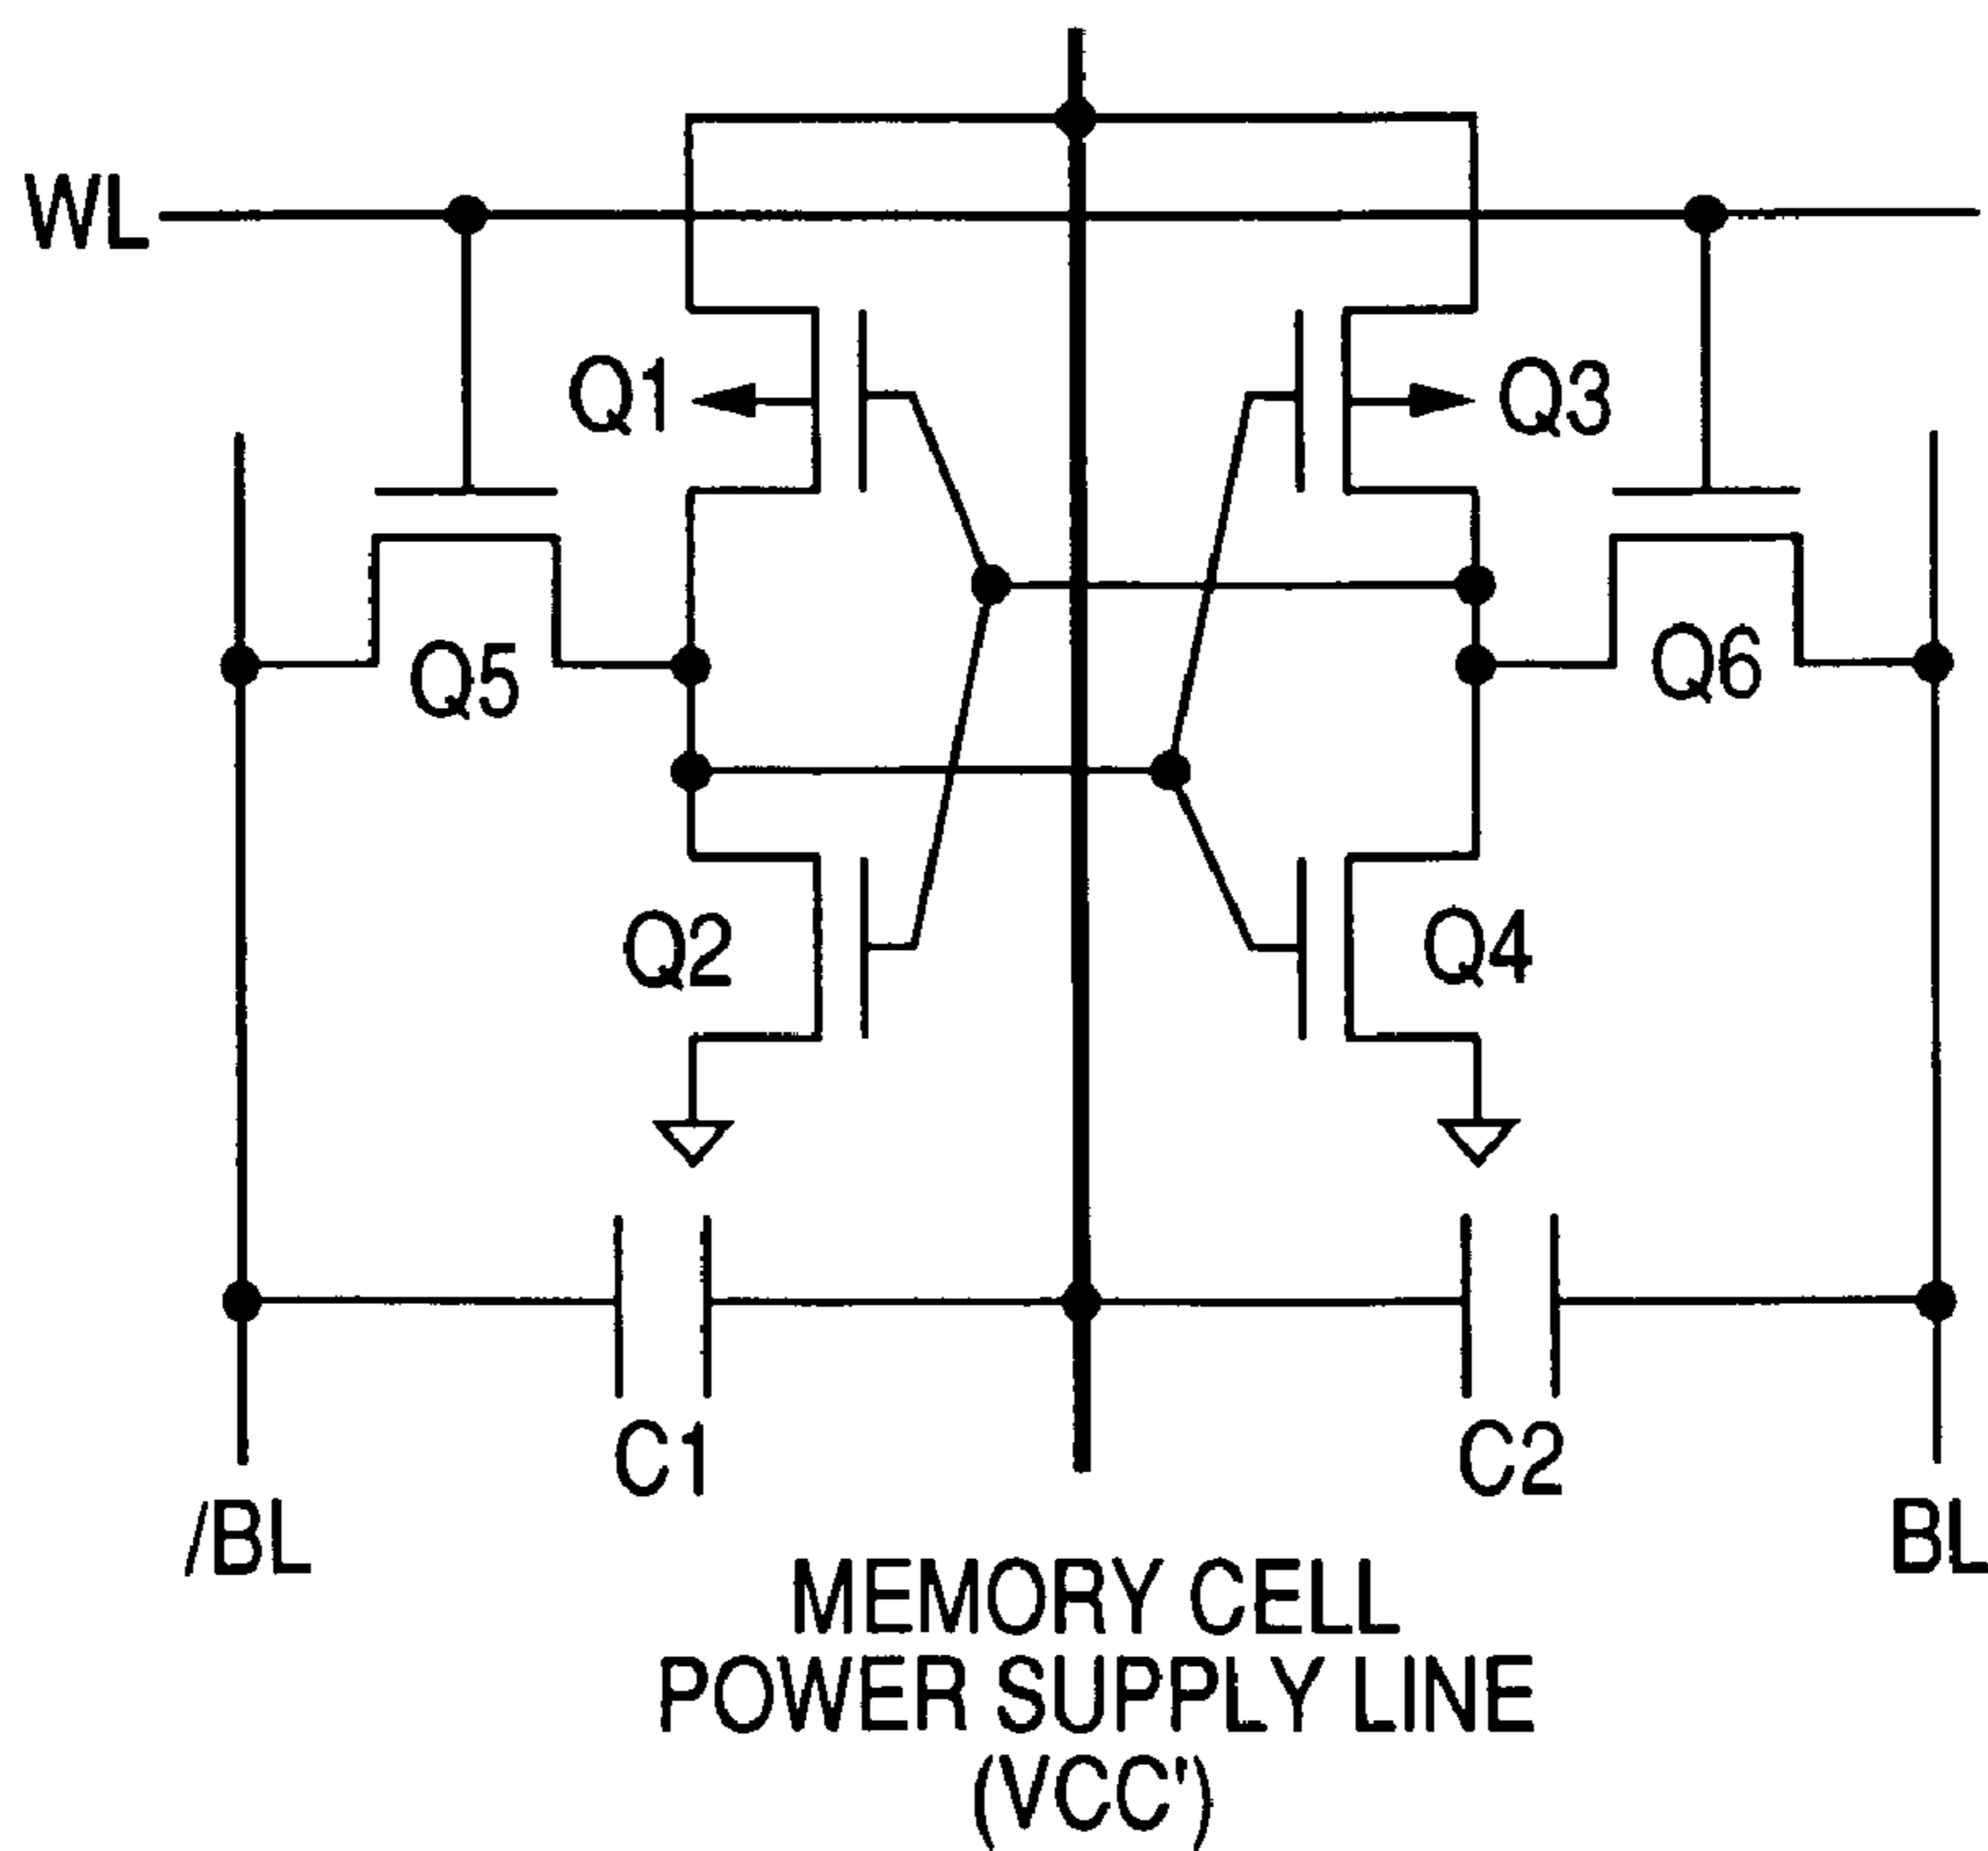 WL
Q1
Q3
Q5
Q6
Q2
Q4
C1
C2
/BL
BL
MEMORY CELL
POWER SUPPLY LINE
(VCC')